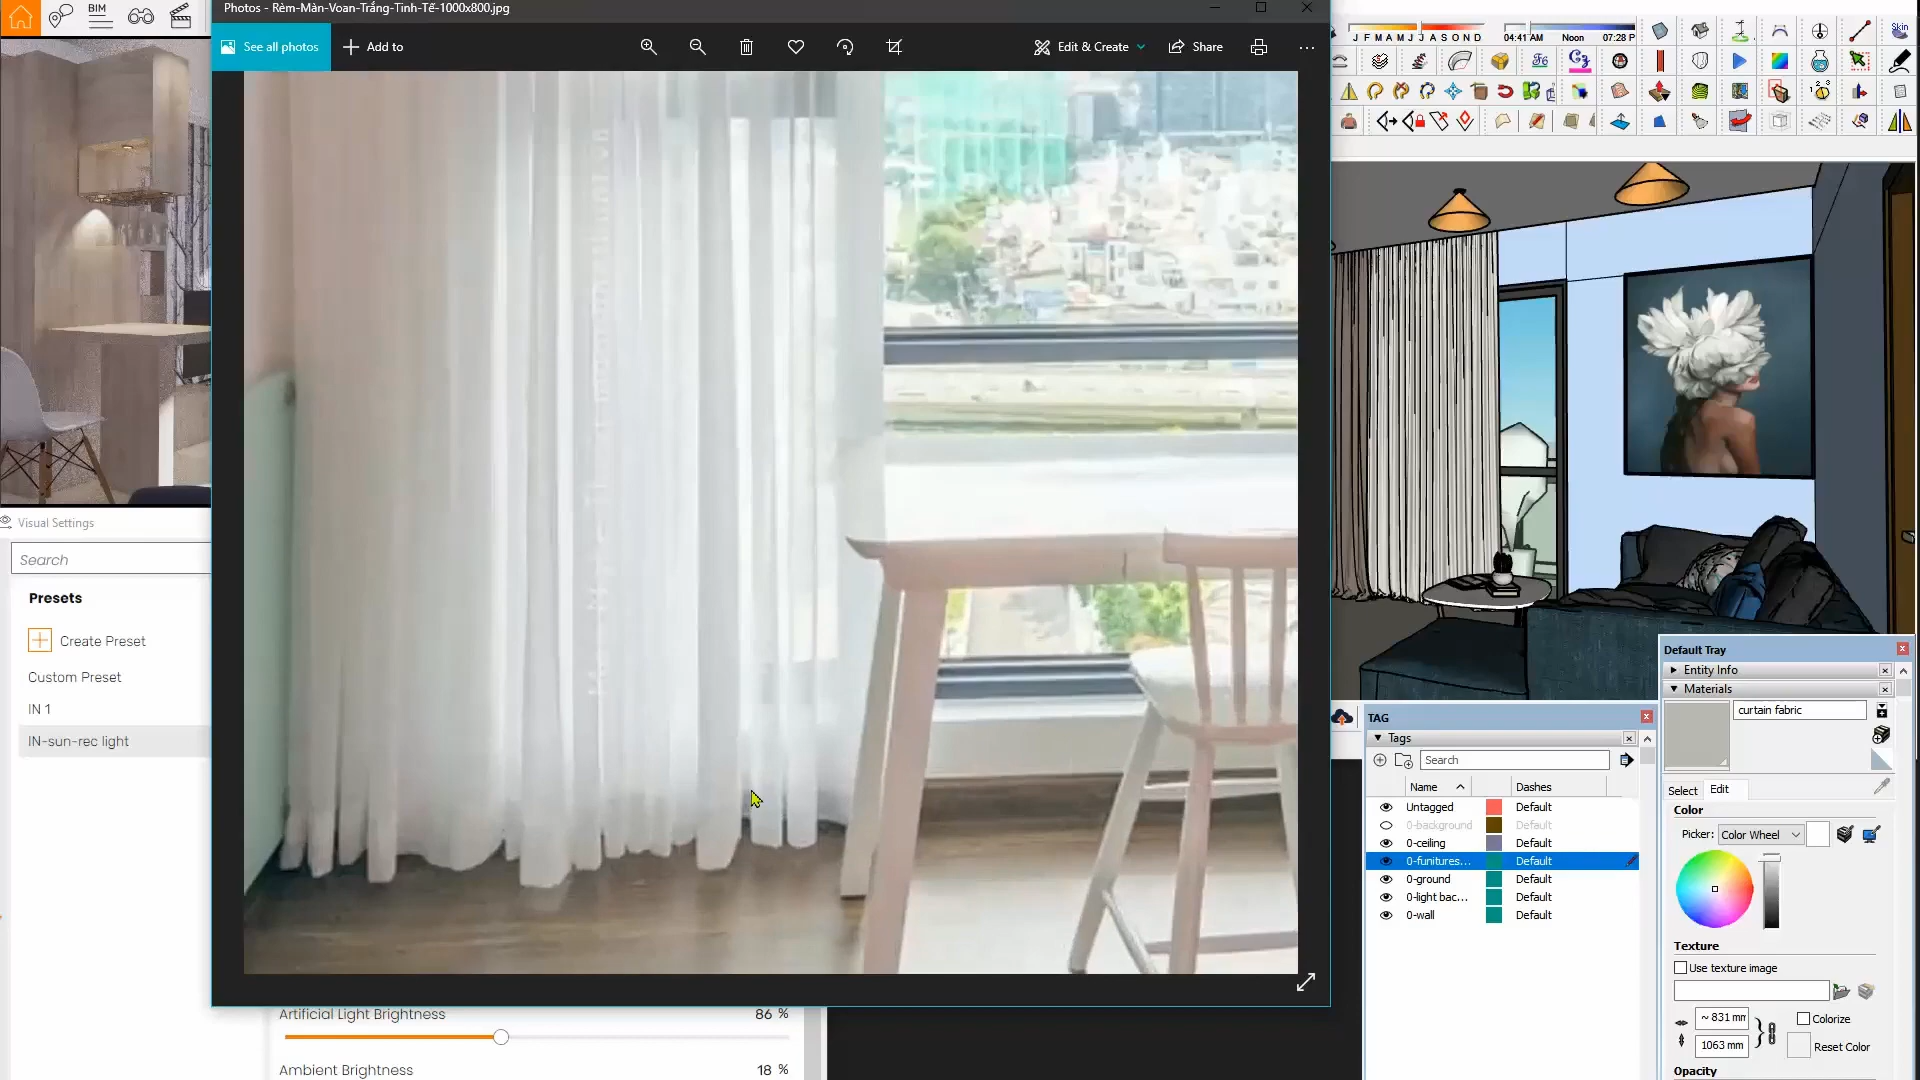 Photos - Rèm-Màn-Voan-Trắng-Tinh-Tế-1000x800.jpg
BIM
See all photos
Add to
Edit & Create
Share
J F M A M J J A S O N D
04:41 AM Noon 07:28 PM
Skin
Visual Settings
Search
Presets
Create Preset
Custom Preset
IN 1
IN-sun-rec light
Artificial Light Brightness 86 %
Ambient Brightness 18 %
TAG
Tags
Search
Name Dashes
Untagged Default
0-background Default
0-ceiling Default
0-funitures... Default
0-ground Default
0-light bac... Default
0-wall Default
Default Tray
Entity Info
Materials
curtain fabric
Select Edit
Color
Picker: Color Wheel
Texture
Use texture image
~ 831 mm Colorize
1063 mm Reset Color
Opacity